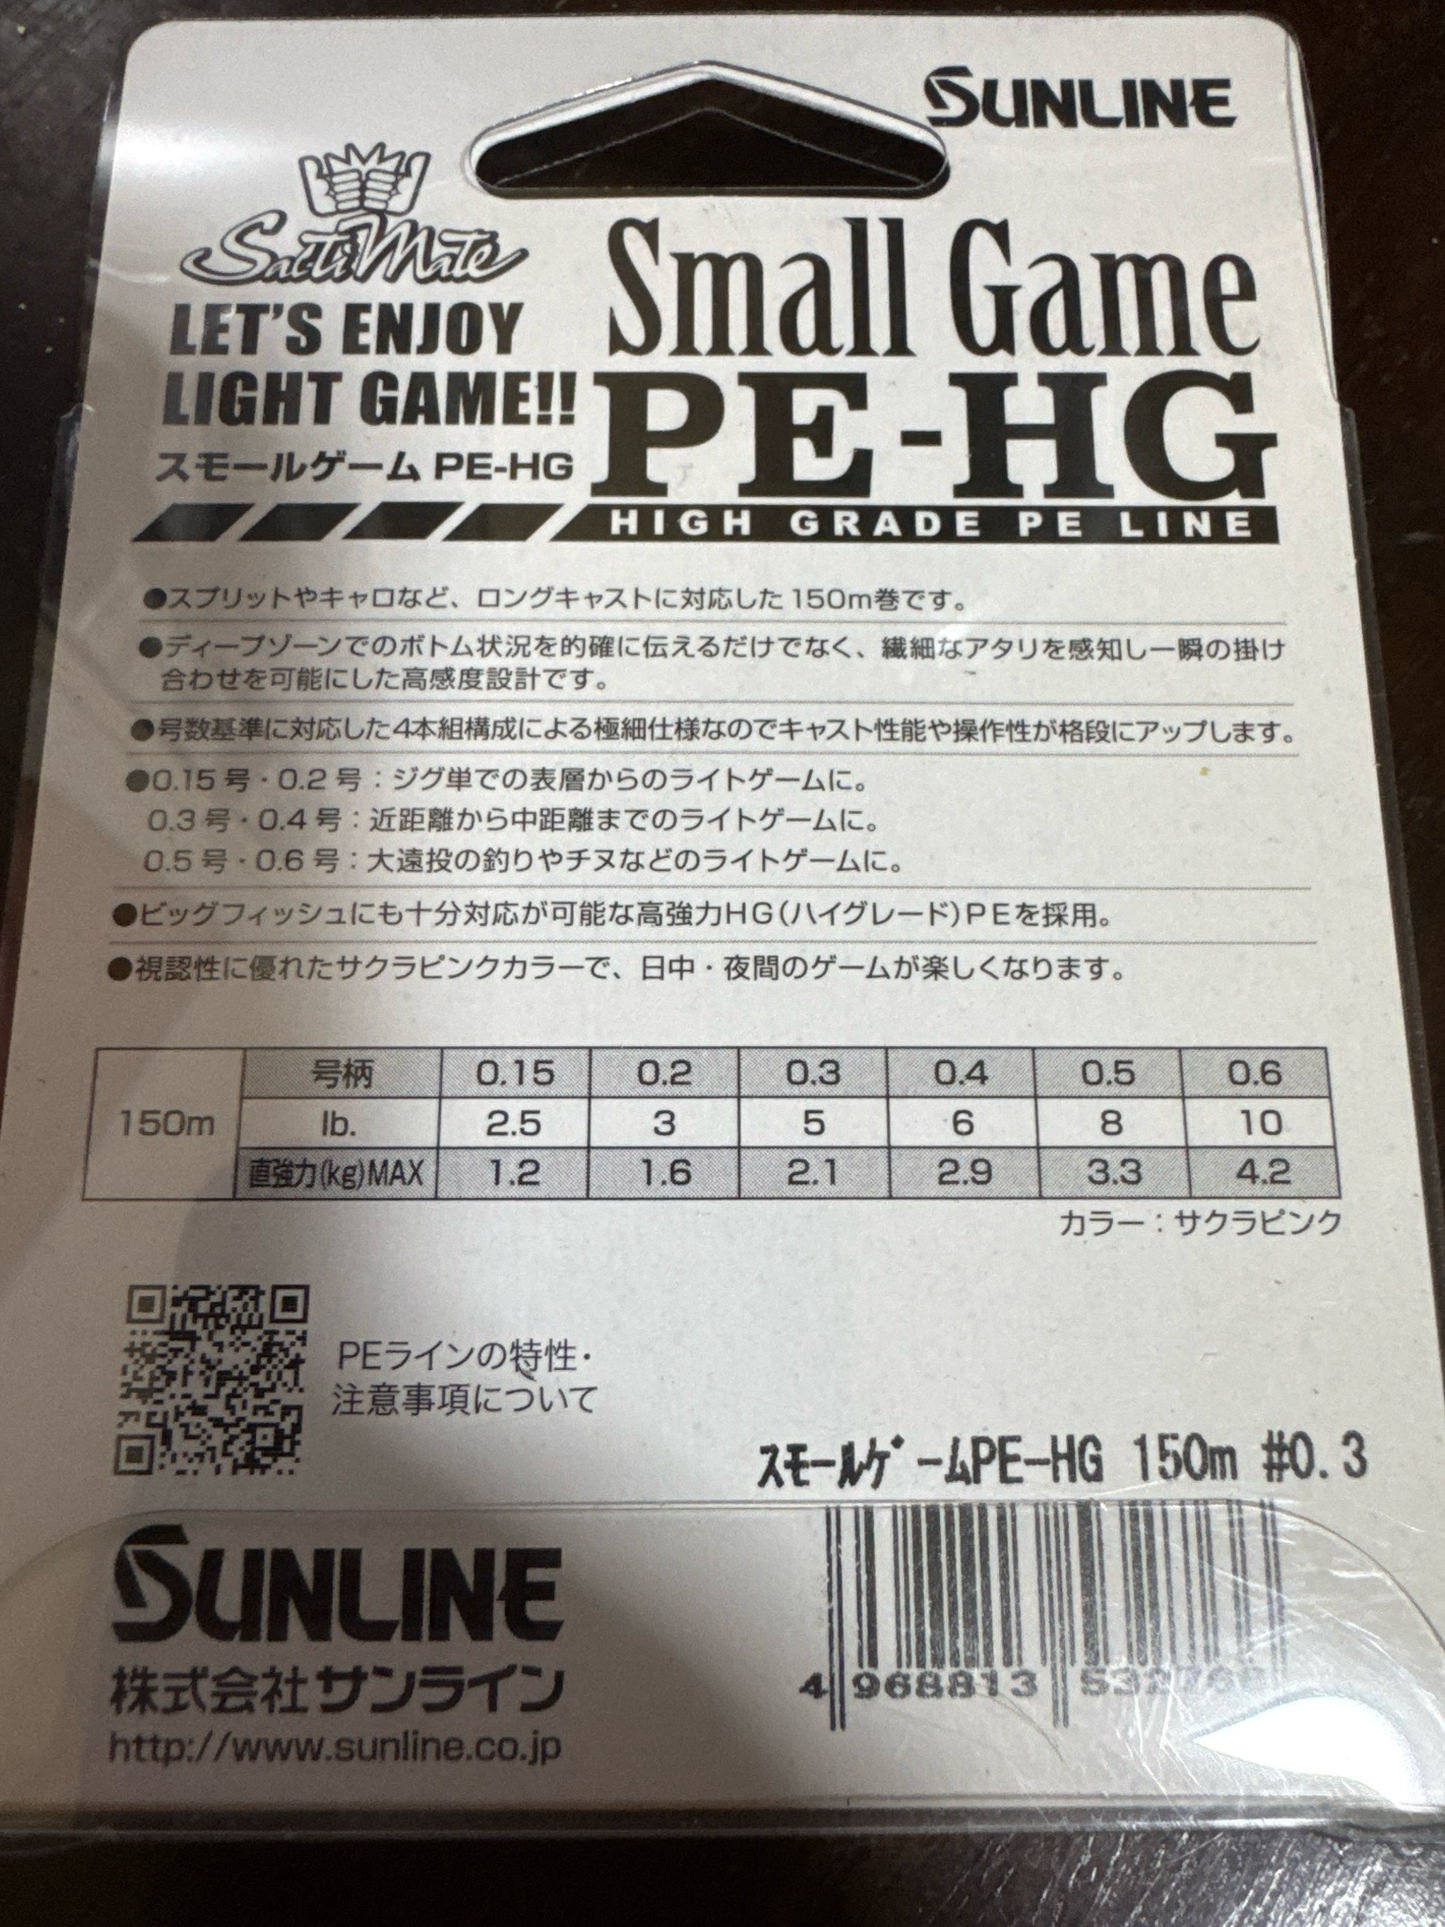 SUNLINE
SaltiMate
LET'S ENJOY
LIGHT GAME!!
スモールゲーム PE-HG
Small Game
PE-HG
HIGH GRADE PE LINE
●スプリットやキャロなど、ロングキャストに対応した150m巻です。
●ディープゾーンでのボトム状況を的確に伝えるだけでなく、繊細なアタリを感知し一瞬の掛け
合わせを可能にした高感度設計です。
●号数基準に対応した4本組構成による極細仕様なのでキャスト性能や操作性が格段にアップします。
●0.15号・0.2号：ジグ単での表層からのライトゲームに。
0.3号・0.4号：近距離から中距離までのライトゲームに。
0.5号・0.6号：大遠投の釣りやチヌなどのライトゲームに。
●ビッグフィッシュにも十分対応が可能な高強力HG(ハイグレード)PEを採用。
●視認性に優れたサクラピンクカラーで、日中・夜間のゲームが楽しくなります。
150m
号柄 0.15 0.2 0.3 0.4 0.5 0.6
lb. 2.5 3 5 6 8 10
直強力(kg)MAX 1.2 1.6 2.1 2.9 3.3 4.2
カラー：サクラピンク
PEラインの特性・
注意事項について
ｽﾓｰﾙｹﾞｰﾑPE-HG 150m #0.3
4 968813
SUNLINE
株式会社サンライン
http://www.sunline.co.jp